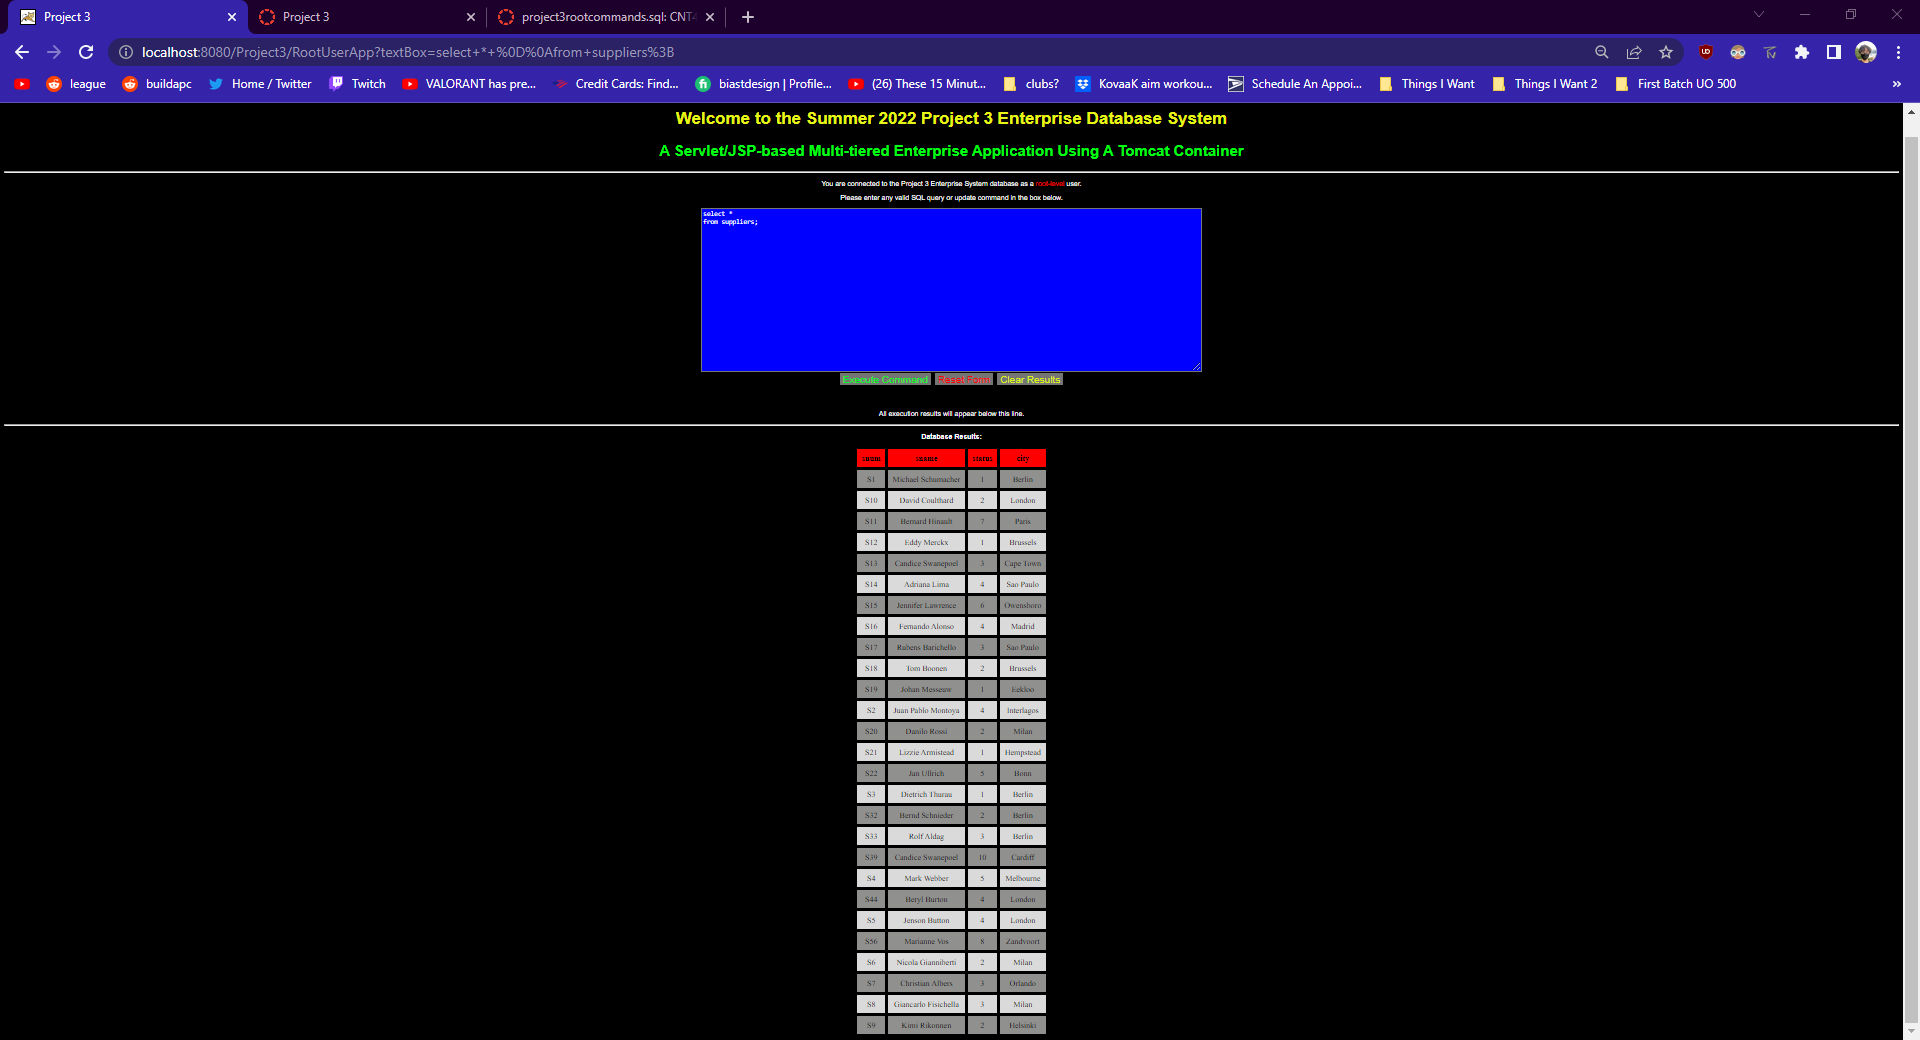 Project 3
Project 3
project3rootcommands.sql: CNT4
localhost:8080/Project3/RootUserApp?textBox=select+*+%0D%0Afrom+suppliers%3B
league
buildapc
Home / Twitter
Twitch
VALORANT has pre...
Credit Cards: Find...
biastdesign | Profile...
(26) These 15 Minut...
clubs?
KovaaK aim workou...
Schedule An Appoi...
Things I Want
Things I Want 2
First Batch UO 500
»
Welcome to the Summer 2022 Project 3 Enterprise Database System
A Servlet/JSP-based Multi-tiered Enterprise Application Using A Tomcat Container
You are connected to the Project 3 Enterprise System database as a root-level user.
Please enter any valid SQL query or update command in the box below.
select *
from suppliers;
Execute Command Reset Form Clear Results
All execution results will appear below this line.
Database Results:
snum sname status city
S1 Michael Schumacher 1 Berlin
S10 David Coulthard 2 London
S11 Bernard Hinault 7 Paris
S12 Eddy Merckx 1 Brussels
S13 Candice Swanepoel 3 Cape Town
S14 Adriana Lima 4 Sao Paulo
S15 Jennifer Lawrence 6 Owensboro
S16 Fernando Alonso 4 Madrid
S17 Rubens Barichello 3 Sao Paulo
S18 Tom Boonen 2 Brussels
S19 Johan Messeuw 1 Eekloo
S2 Juan Pablo Montoya 4 Interlagos
S20 Danilo Rossi 2 Milan
S21 Lizzie Armistead 1 Hempstead
S22 Jan Ullrich 5 Bonn
S3 Dietrich Thurau 1 Berlin
S32 Bernd Schnieder 2 Berlin
S33 Rolf Aldag 3 Berlin
S39 Candice Swanepoel 10 Cardiff
S4 Mark Webber 5 Melbourne
S44 Beryl Burton 4 London
S5 Jenson Button 4 London
S56 Marianne Vos 8 Zandvoort
S6 Nicola Gianniberti 2 Milan
S7 Christian Albers 3 Orlando
S8 Giancarlo Fisichella 3 Milan
S9 Kimi Rikonnen 2 Helsinki